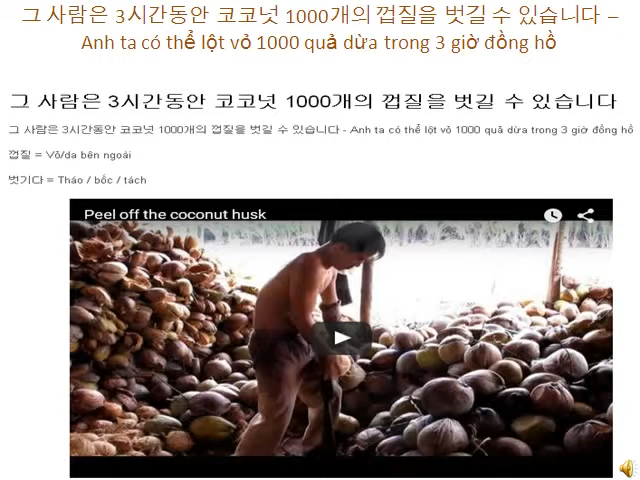 그 사람은 3시간동안 코코넛 1000개의 껍질을 벗길 수 있습니다 –
Anh ta có thể lột vỏ 1000 quả dừa trong 3 giờ đồng hồ
그 사람은 3시간동안 코코넛 1000개의 껍질을 벗길 수 있습니다
그 사람은 3시간동안 코코넛 1000개의 껍질을 벗길 수 있습니다 - Anh ta có thể lột vỏ 1000 quả dừa trong 3 giờ đồng hồ
껍질 = Vỏ/da bên ngoài
벗기다 = Tháo / bốc / tách
Peel off the coconut husk